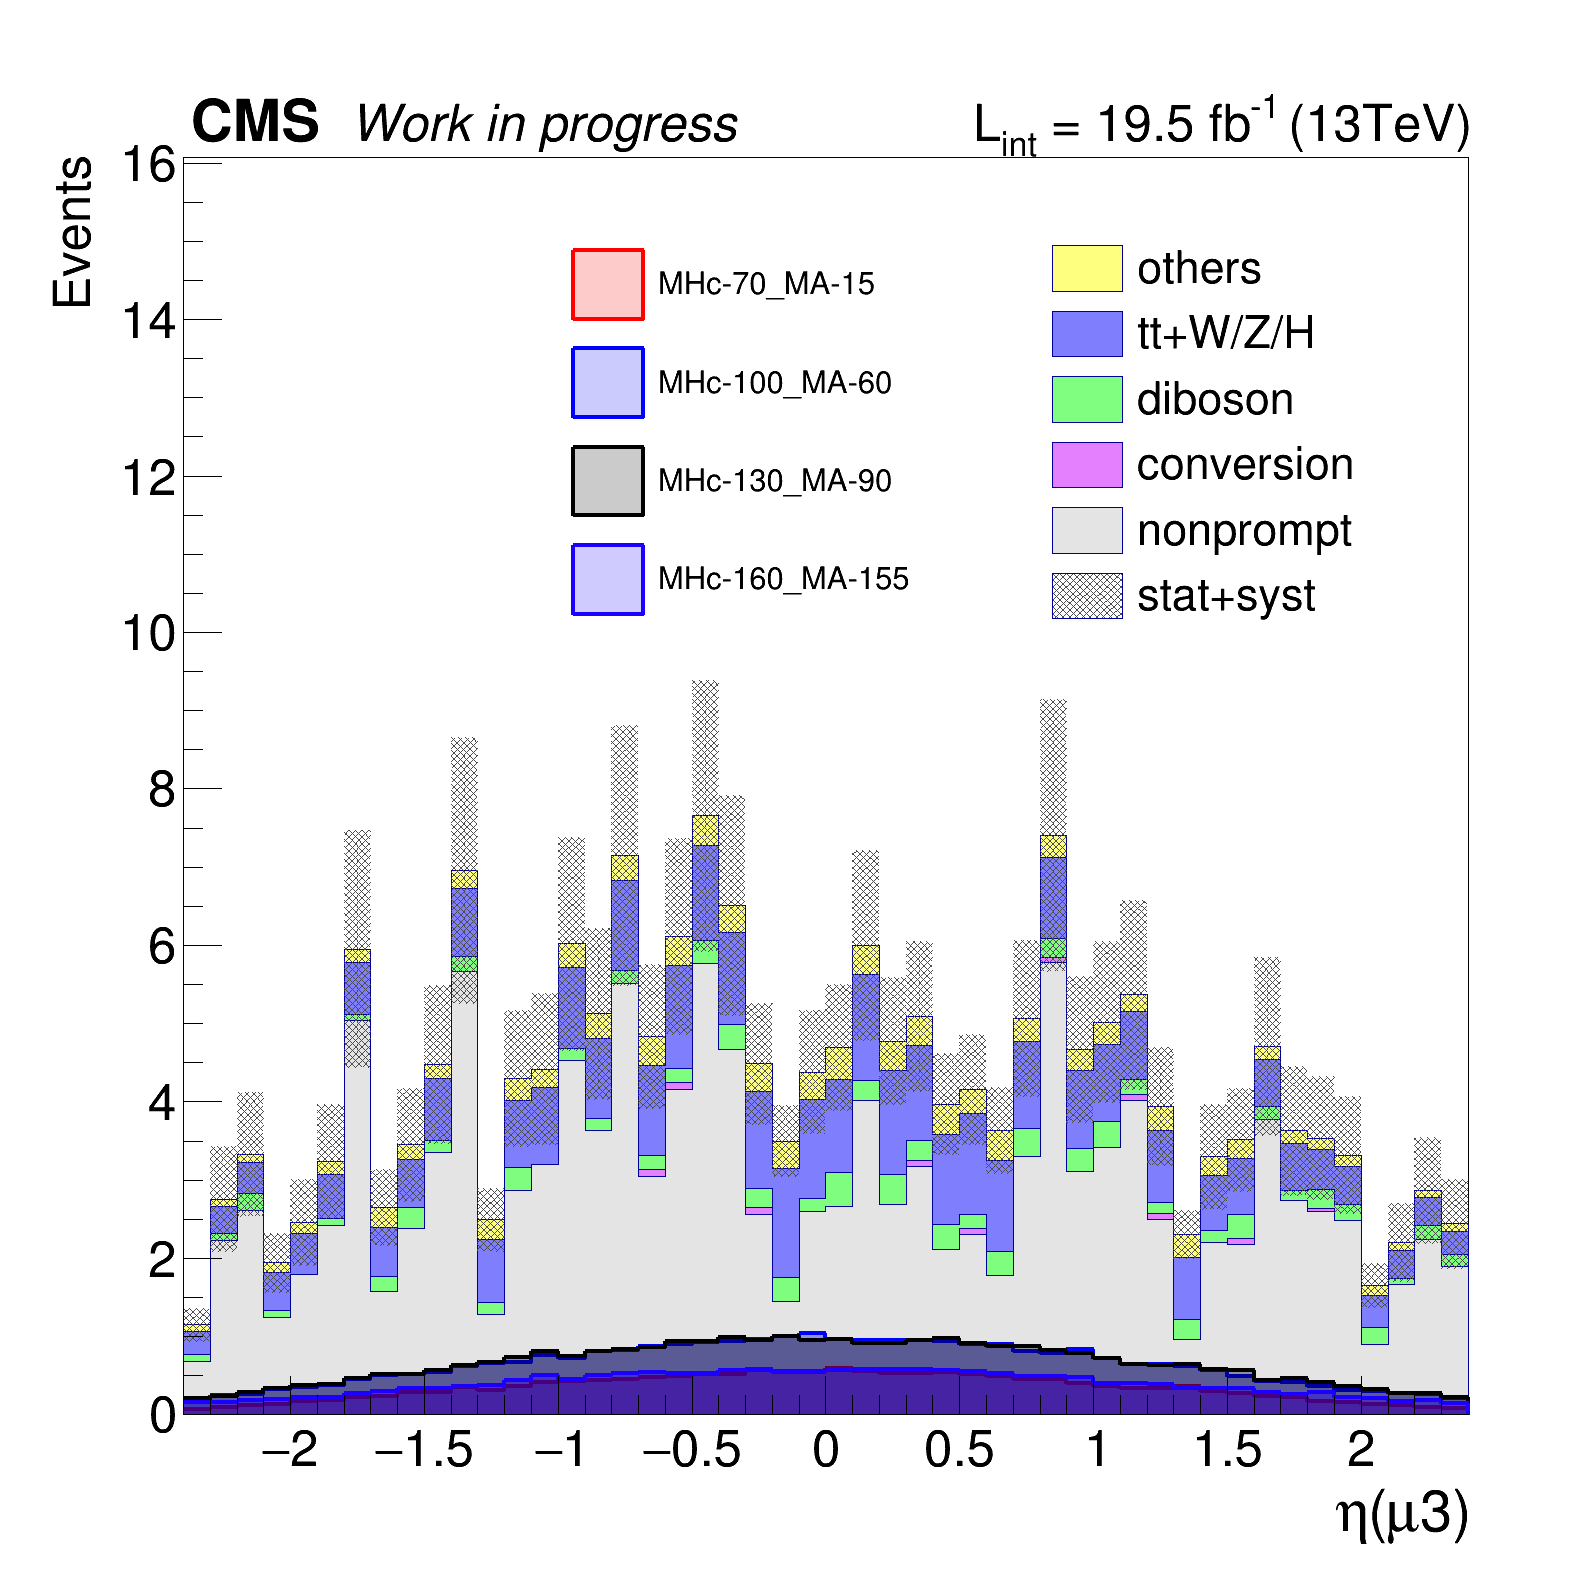 CMS Work in progress
L_int = 19.5 fb^-1 (13TeV)
Events
16
14
12
10
8
6
4
2
0
MHc-70_MA-15
MHc-100_MA-60
MHc-130_MA-90
MHc-160_MA-155
others
tt+W/Z/H
diboson
conversion
nonprompt
stat+syst
−2 −1.5 −1 −0.5 0 0.5 1 1.5 2
η(μ3)